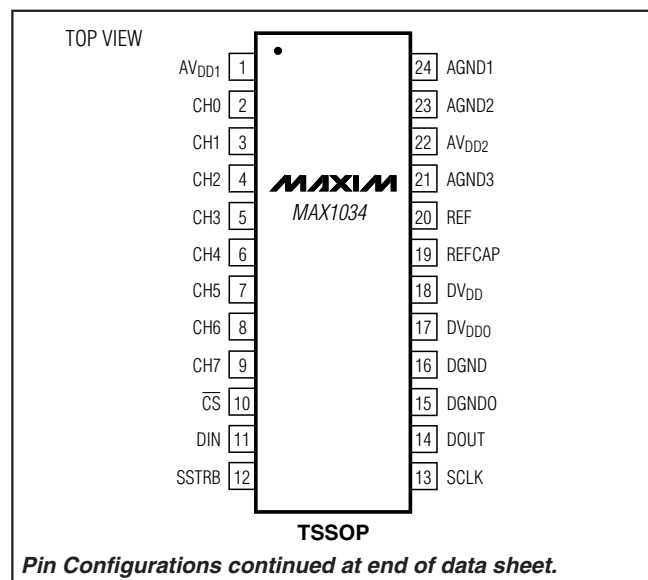 TOP VIEW
AVDD1 1
CH0 2
CH1 3
CH2 4
CH3 5
CH4 6
CH5 7
CH6 8
CH7 9
CS 10
DIN 11
SSTRB 12
MAXIM
MAX1034
24 AGND1
23 AGND2
22 AVDD2
21 AGND3
20 REF
19 REFCAP
18 DVDD
17 DVDDO
16 DGND
15 DGNDO
14 DOUT
13 SCLK
TSSOP
Pin Configurations continued at end of data sheet.